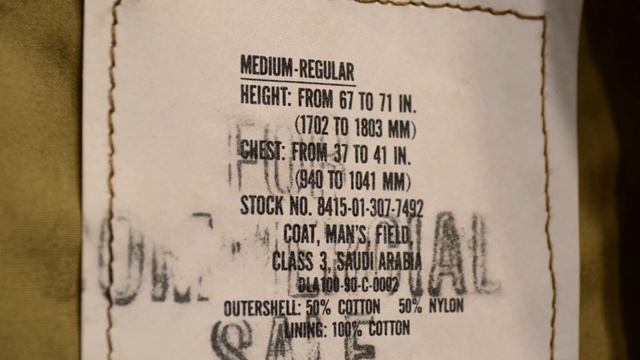 MEDIUM-REGULAR
HEIGHT: FROM 67 TO 71 IN.
(1702 TO 1803 MM)
CHEST: FROM 37 TO 41 IN.
(940 TO 1041 MM)
STOCK NO. 8415-01-307-7492
COAT, MAN'S, FIELD,
CLASS 3, SAUDI ARABIA
DLA100-90-C-0002
OUTERSHELL: 50% COTTON 50% NYLON
LINING: 100% COTTON
FOR
SALE